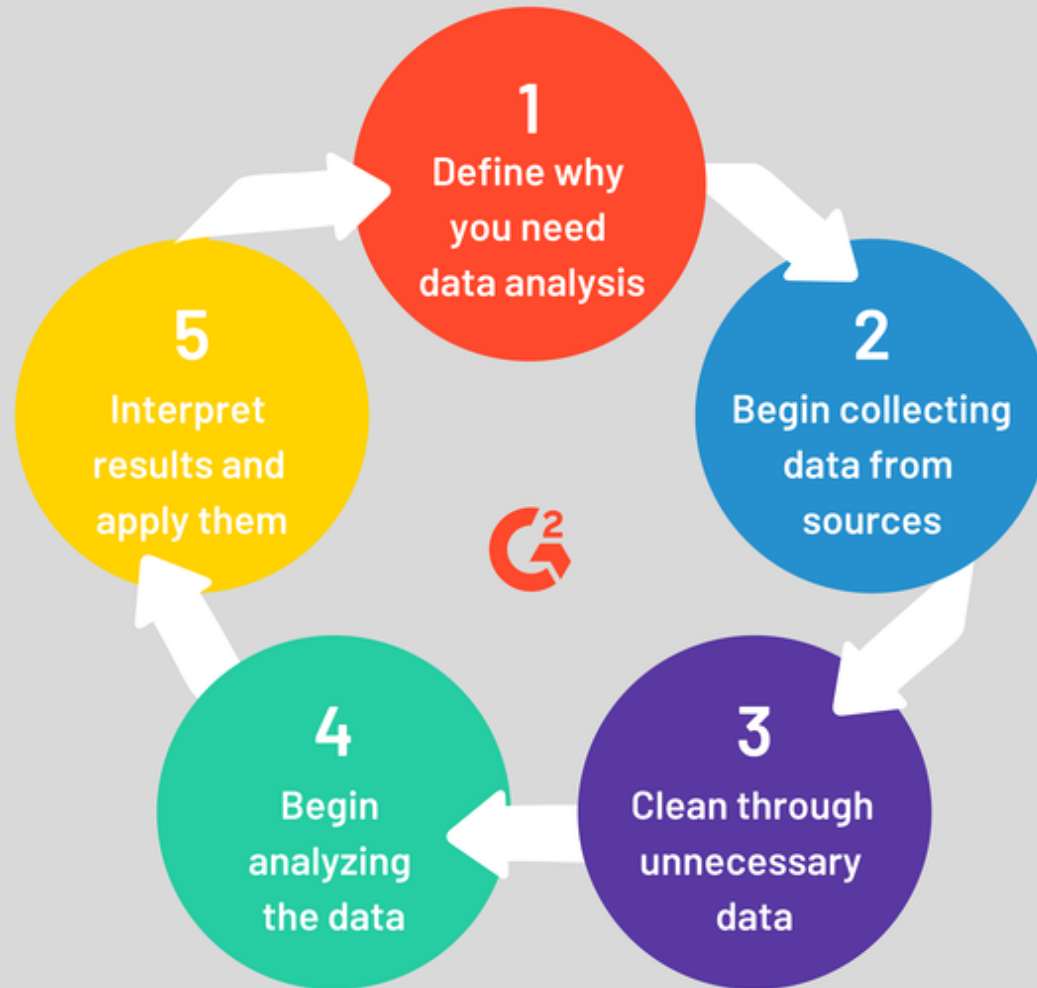 1
Define why
you need
data analysis
2
Begin collecting
data from
sources
3
Clean through
unnecessary
data
4
Begin
analyzing
the data
5
Interpret
results and
apply them
G2